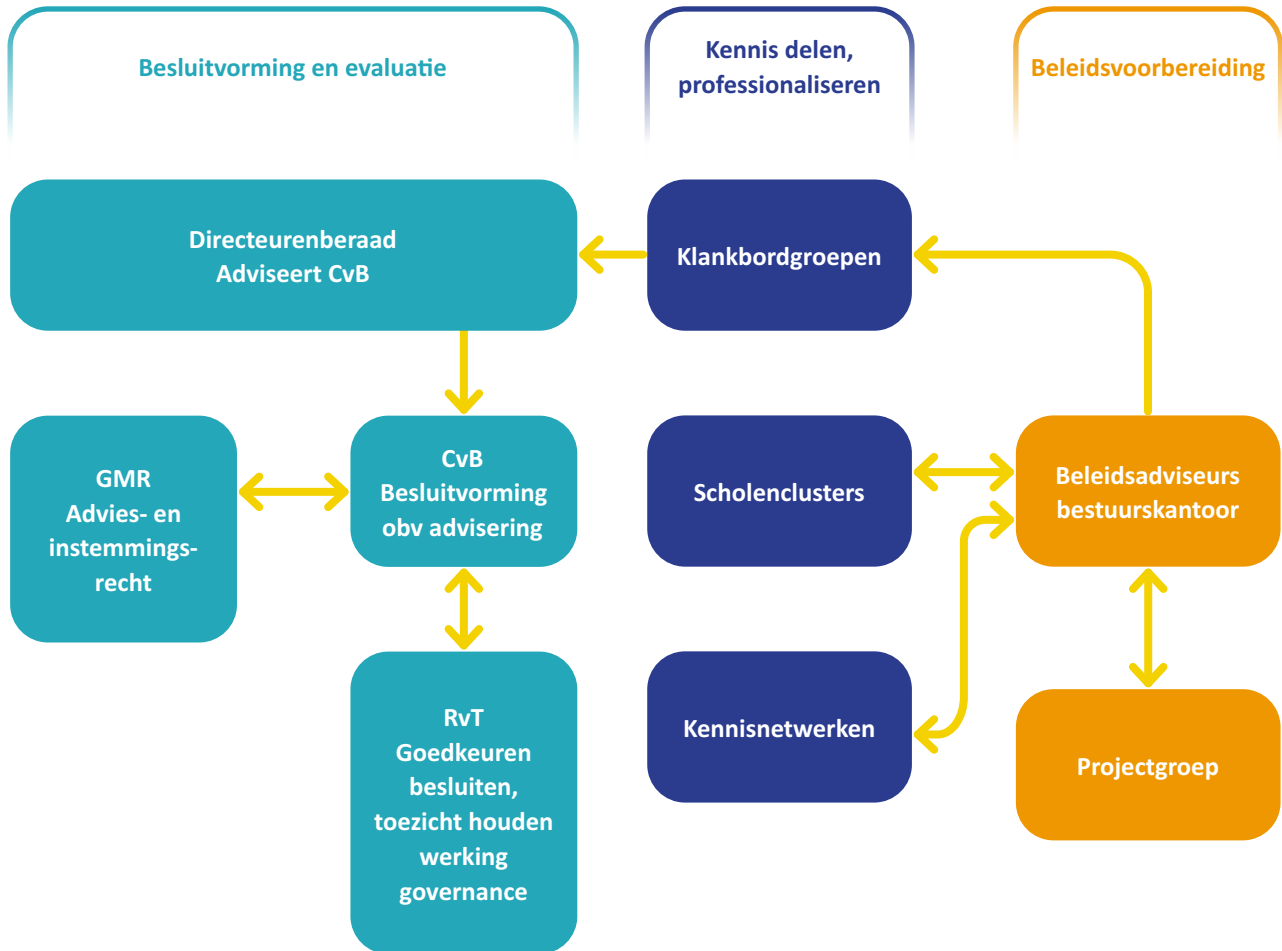 Besluitvorming en evaluatie
Kennis delen,
professionaliseren
Beleidsvoorbereiding
Directeurenberaad
Adviseert CvB
Klankbordgroepen
GMR
Advies- en
instemmings-
recht
CvB
Besluitvorming
obv advisering
Scholenclusters
Beleidsadviseurs
bestuurskantoor
RvT
Goedkeuren
besluiten,
toezicht houden
werking
governance
Kennisnetwerken
Projectgroep